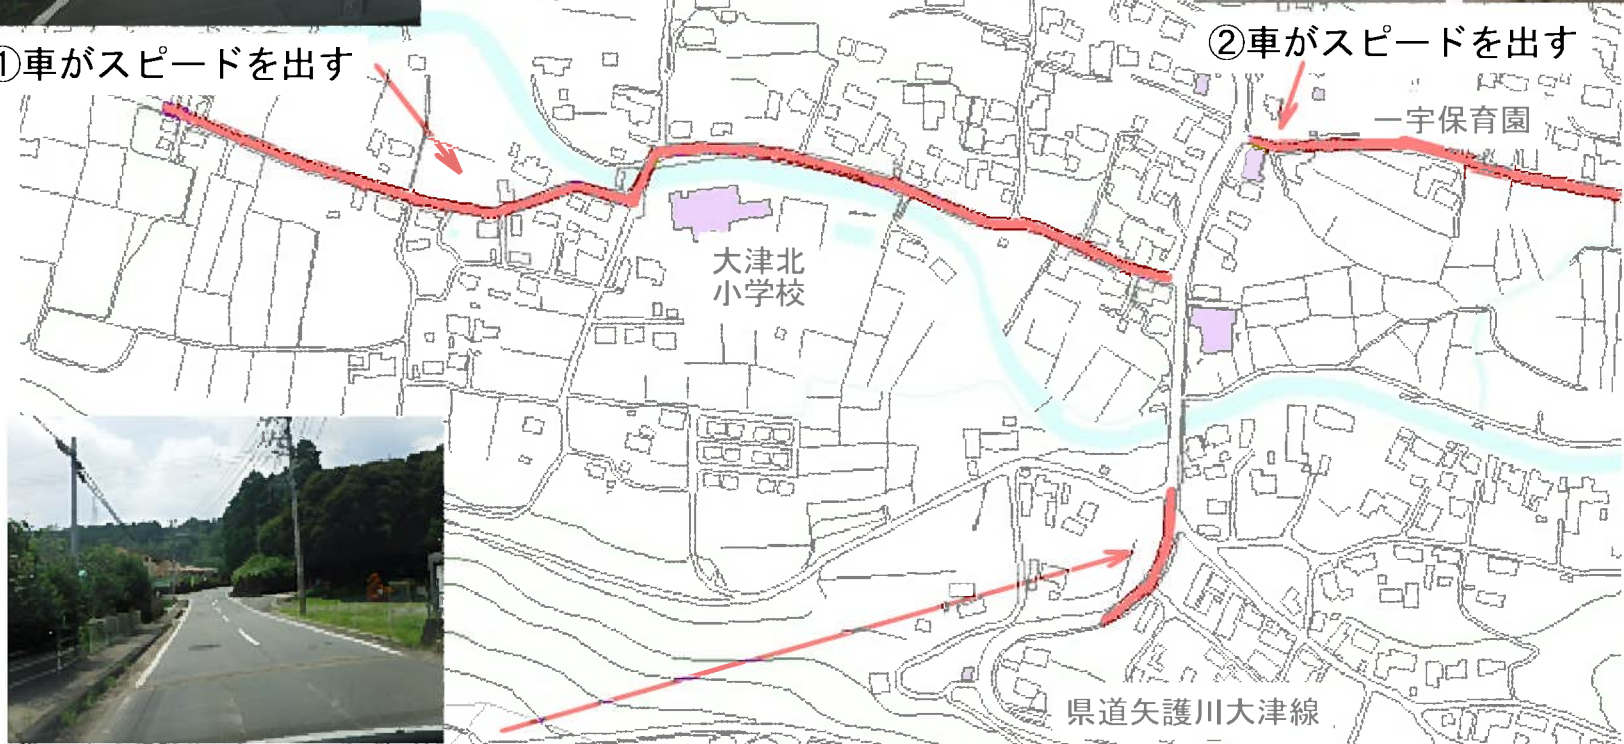 ①車がスピードを出す
②車がスピードを出す
一宇保育園
大津北
小学校
県道矢護川大津線